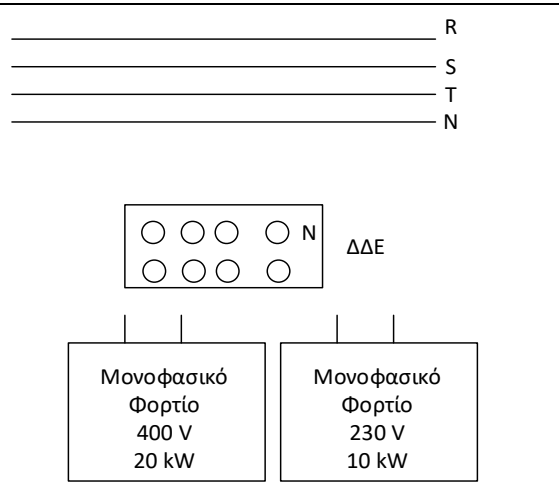 R
S
T
N
N
ΔΔΕ
Μονοφασικό
Φορτίο
400 V
20 kW
Μονοφασικό
Φορτίο
230 V
10 kW